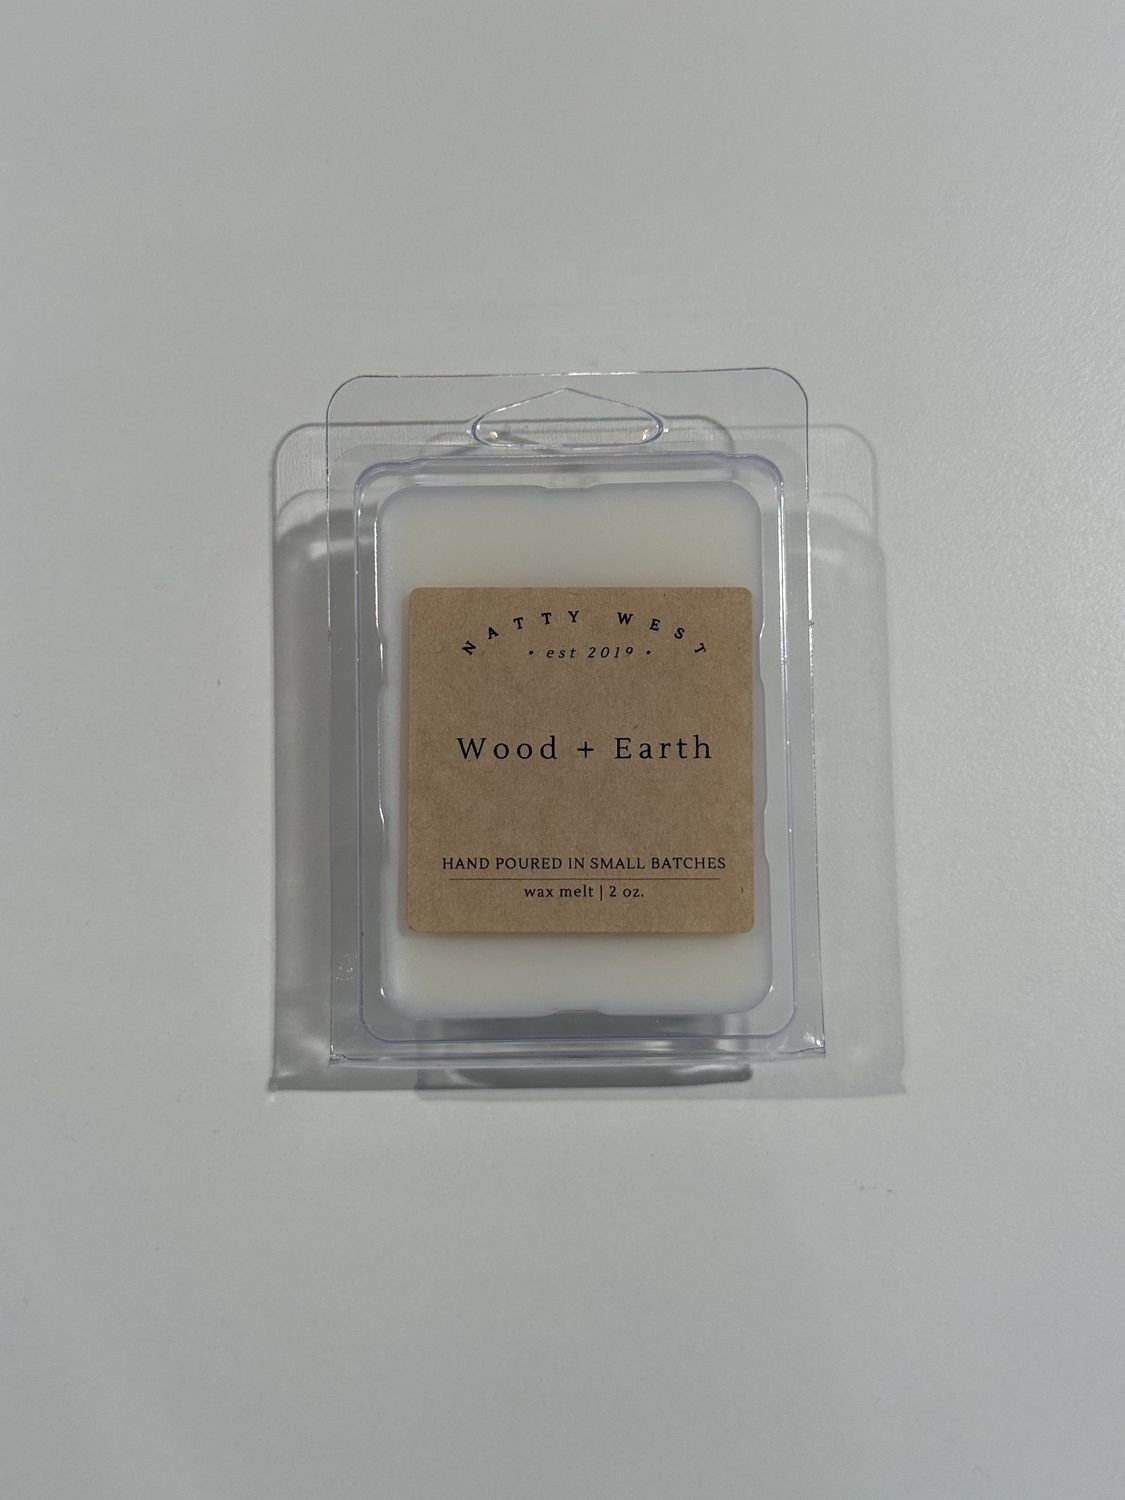 NATTY WEST
• est 2019 •
Wood + Earth
HAND POURED IN SMALL BATCHES
wax melt | 2 oz.